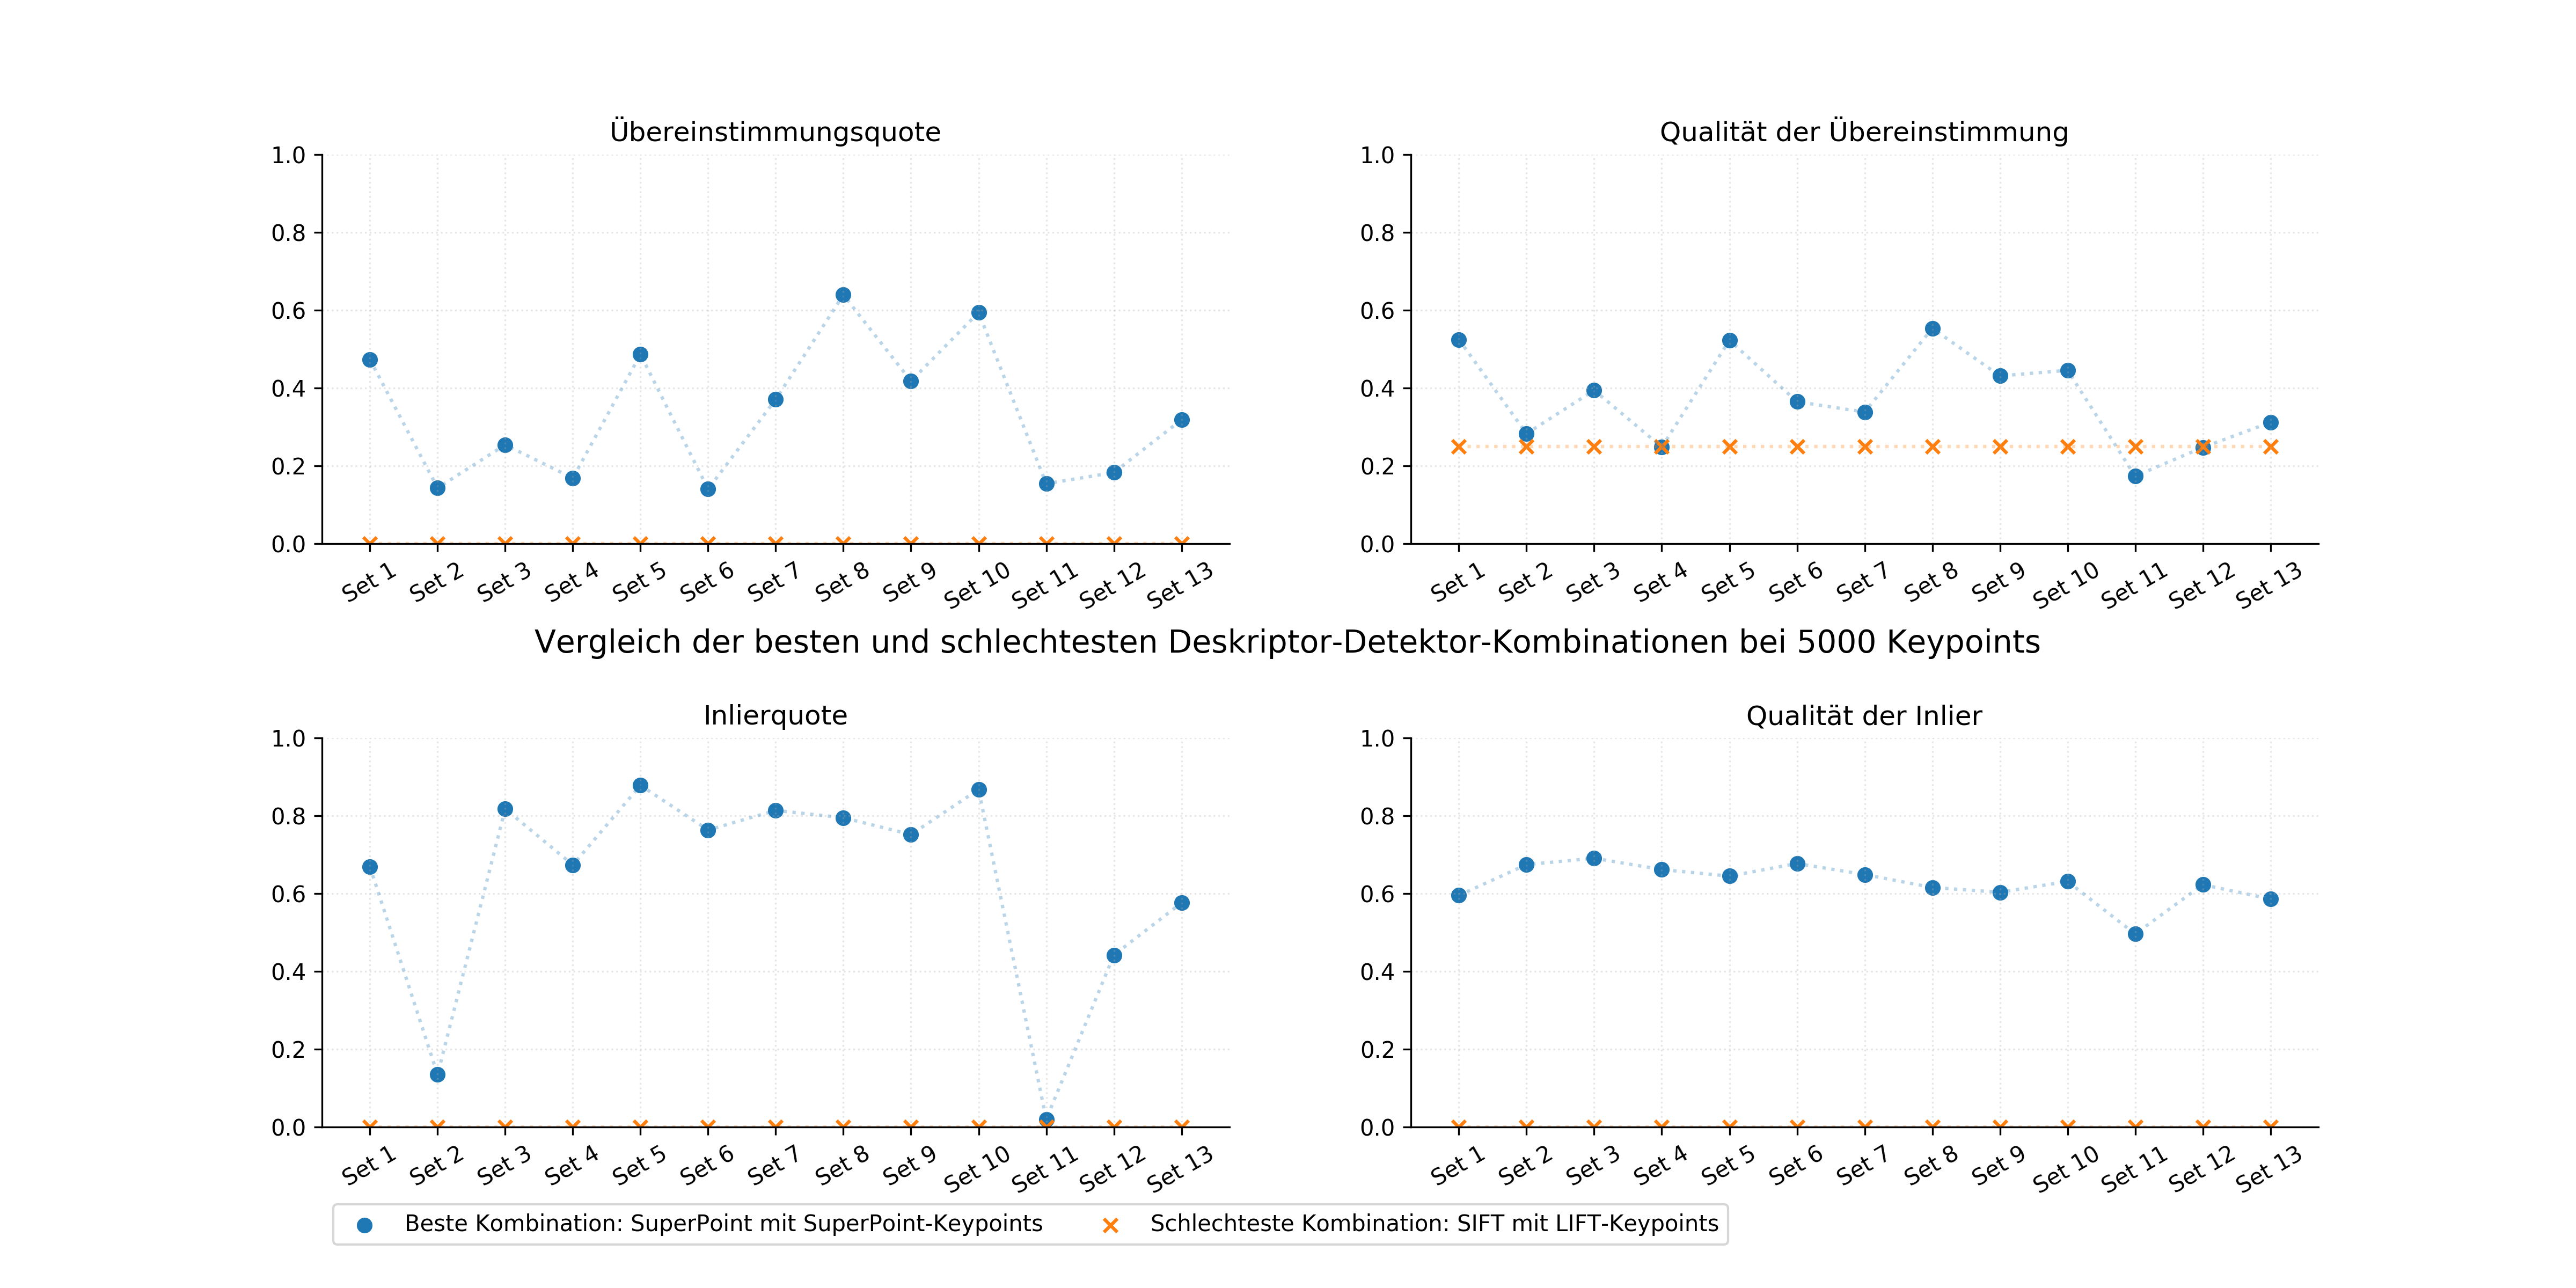 Übereinstimmungsquote
1.0
0.8
0.6
0.4
0.2
0.0
Set 1 Set 2 Set 3 Set 4 Set 5 Set 6 Set 7 Set 8 Set 9 Set 10 Set 11 Set 12 Set 13
Qualität der Übereinstimmung
1.0
0.8
0.6
0.4
0.2
0.0
Set 1 Set 2 Set 3 Set 4 Set 5 Set 6 Set 7 Set 8 Set 9 Set 10 Set 11 Set 12 Set 13
Vergleich der besten und schlechtesten Deskriptor-Detektor-Kombinationen bei 5000 Keypoints
Inlierquote
1.0
0.8
0.6
0.4
0.2
0.0
Set 1 Set 2 Set 3 Set 4 Set 5 Set 6 Set 7 Set 8 Set 9 Set 10 Set 11 Set 12 Set 13
Qualität der Inlier
1.0
0.8
0.6
0.4
0.2
0.0
Set 1 Set 2 Set 3 Set 4 Set 5 Set 6 Set 7 Set 8 Set 9 Set 10 Set 11 Set 12 Set 13
Beste Kombination: SuperPoint mit SuperPoint-Keypoints
Schlechteste Kombination: SIFT mit LIFT-Keypoints